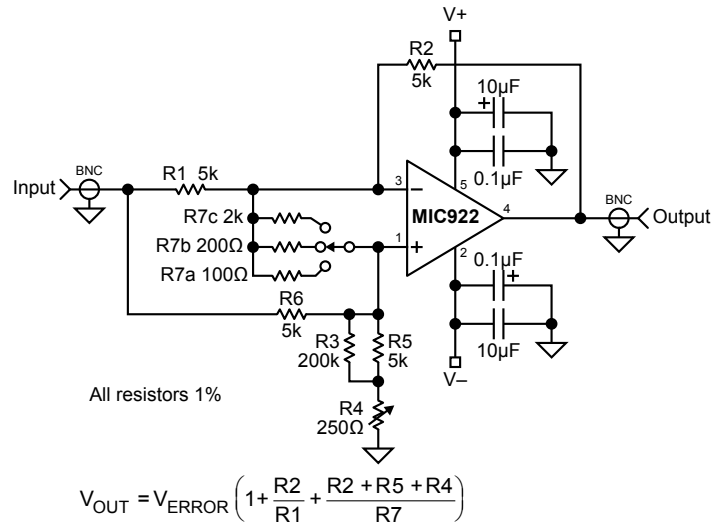 V+
R2
5k
10µF
+
BNC
R1 5k
0.1µF
BNC
Input
3
−
5
R7c 2k
MIC922
4
Output
R7b 200Ω
1
+
2
0.1µF
R7a 100Ω
+
R6
5k
R3
200k
R5
5k
10µF
V–
All resistors 1%
R4
250Ω
V_OUT = V_ERROR (1 + R2/R1 + (R2 + R5 + R4)/R7)